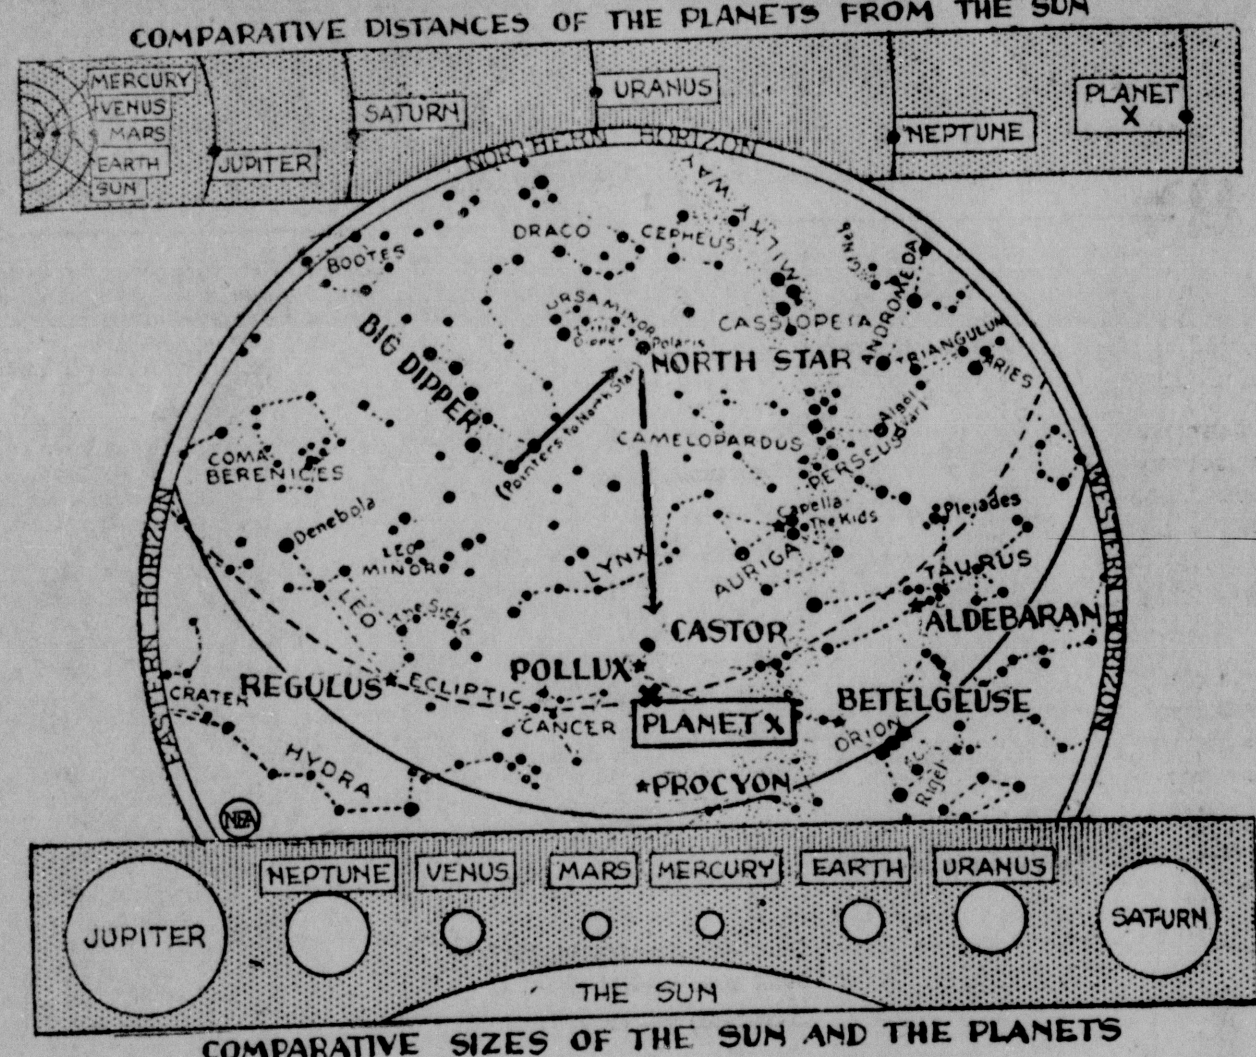 COMPARATIVE DISTANCES OF THE PLANETS FROM THE SUN
MERCURY
VENUS
MARS
EARTH
SUN
JUPITER
SATURN
URANUS
NEPTUNE
PLANET
X
NORTHERN HORIZON
MILKY WAY
BOOTES
DRACO
CEPHEUS
ANDROMEDA
URSA MINOR
Little
Dipper
Polaris
CASSIOPEIA
NORTH STAR
TRIANGULUM
ARIES
BIG DIPPER
(Pointers to North Star)
CAMELOPARDUS
Algol
PERSEUS
COMA
BERENICES
Denebola
LEO
MINOR
LEO
The Sickle
LYNX
Capella
The Kids
AURIGA
Pleiades
TAURUS
ALDEBARAN
EASTERN HORIZON
WESTERN HORIZON
CASTOR
POLLUX
REGULUS
ECLIPTIC
CRATER
CANCER
PLANET X
BETELGEUSE
ORION
Rigel
HYDRA
PROCYON
NEA
JUPITER
NEPTUNE
VENUS
MARS
MERCURY
EARTH
URANUS
SATURN
THE SUN
COMPARATIVE SIZES OF THE SUN AND THE PLANETS